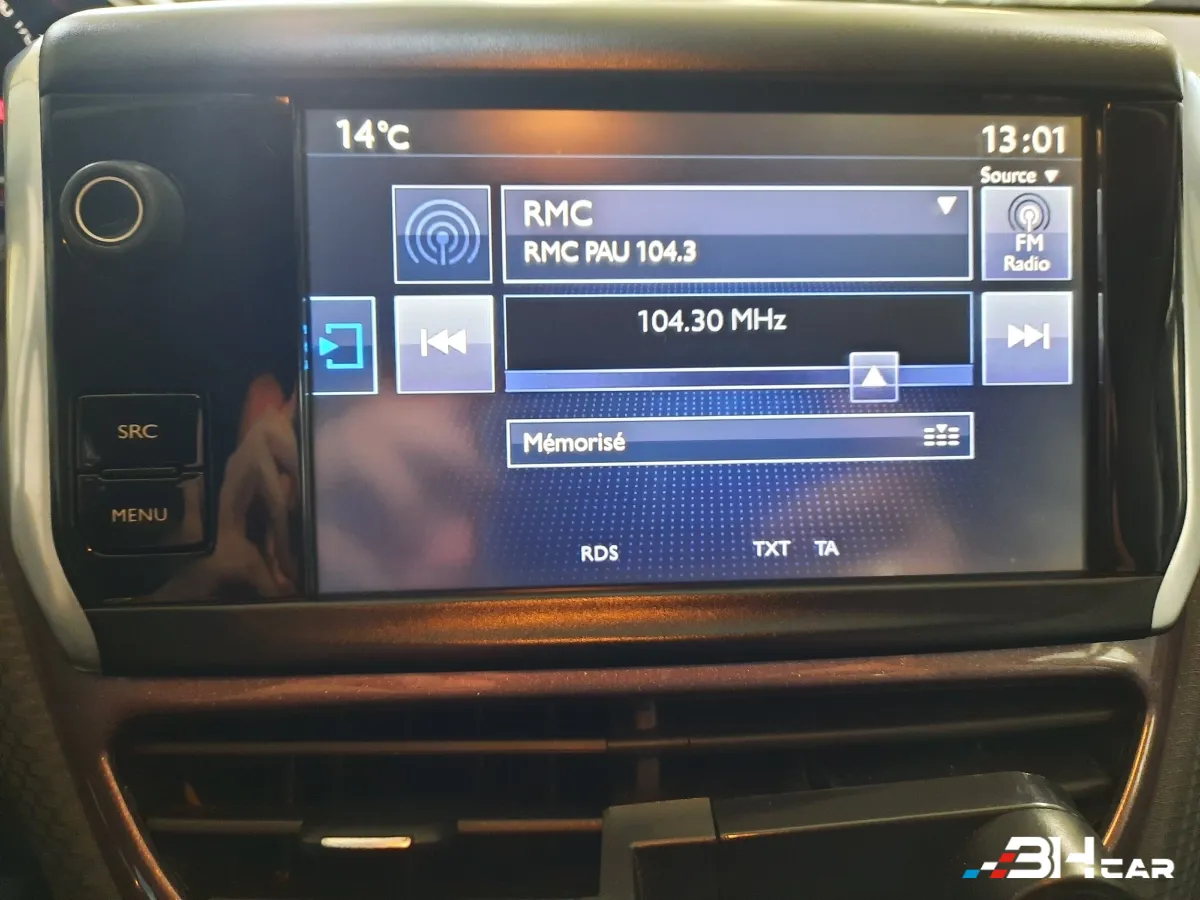 14°C
13:01
Source
RMC
RMC PAU 104.3
FM
Radio
104.30 MHz
SRC
Mémorisé
MENU
RDS
TXT TA
3HCAR